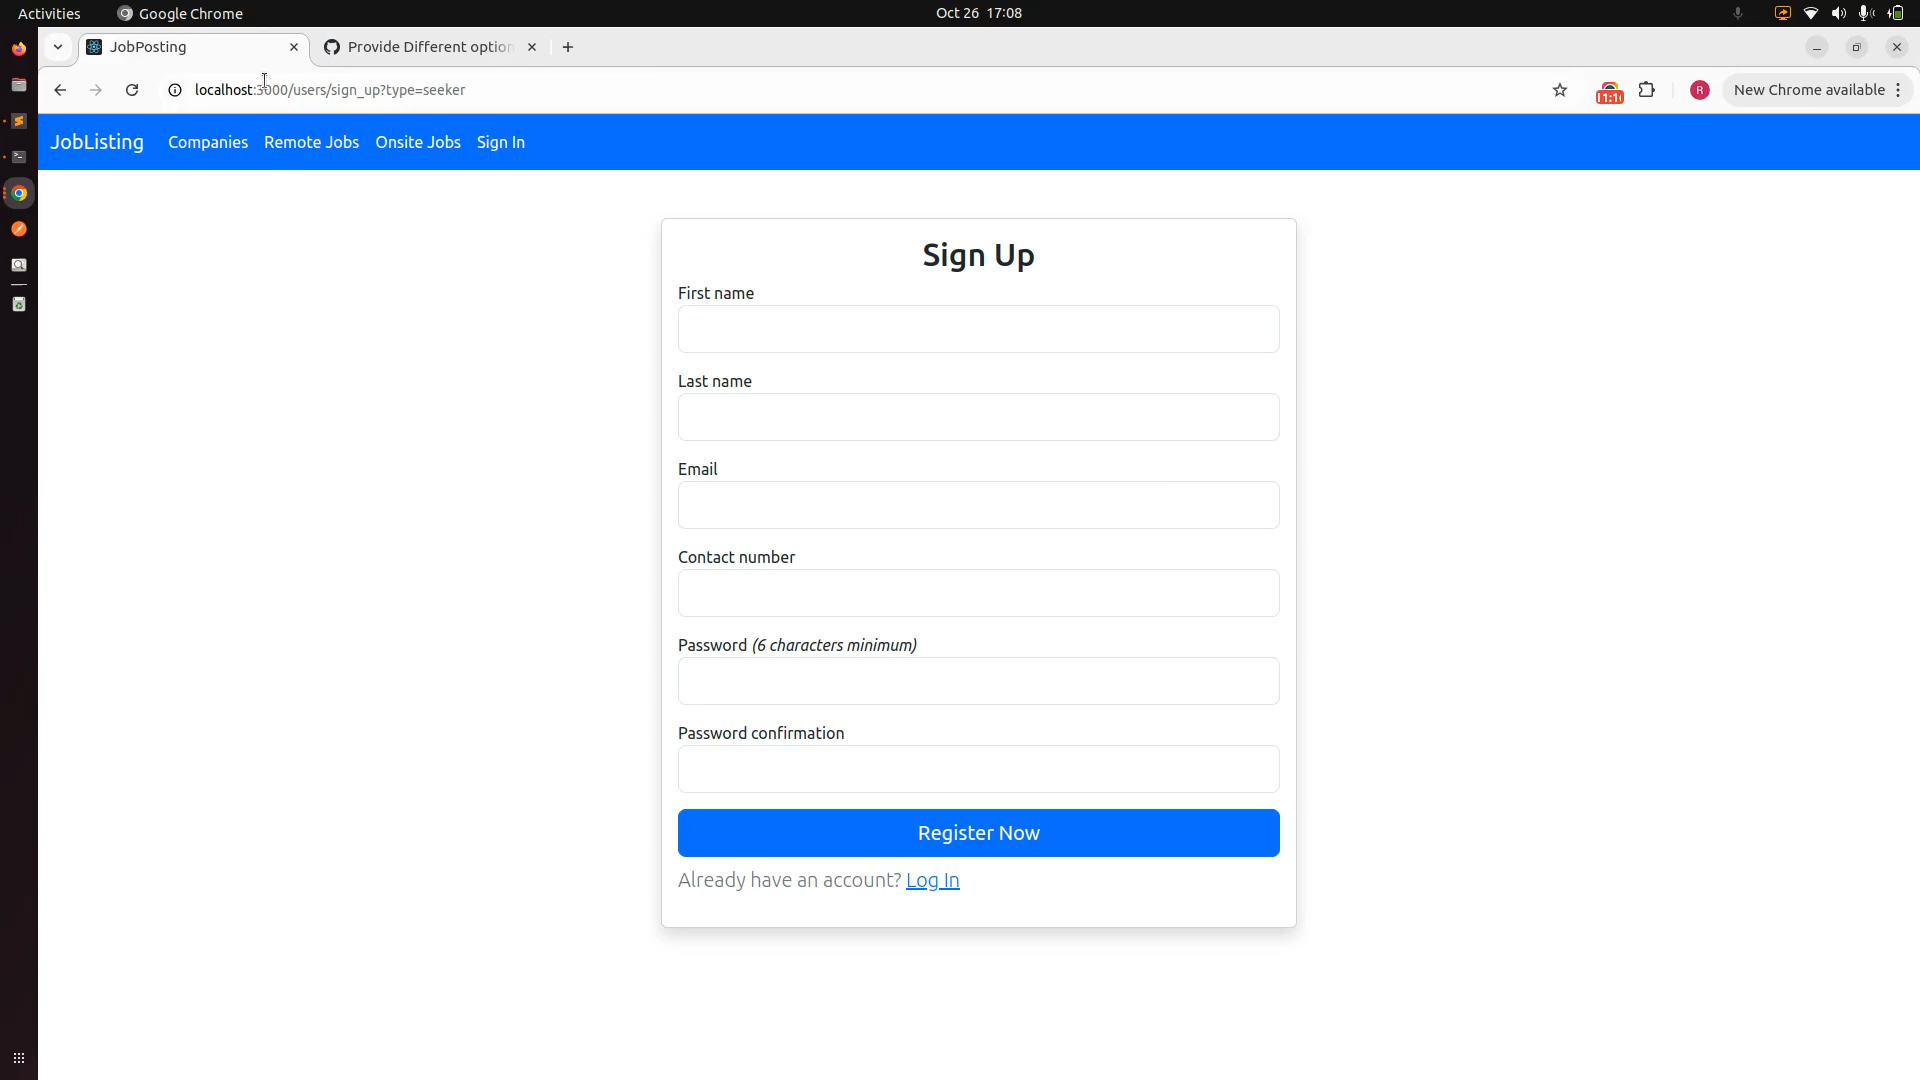 Activities
Google Chrome
Oct 26 17:08
JobPosting
Provide Different option
localhost:3000/users/sign_up?type=seeker
R
New Chrome available
JobListing
Companies
Remote Jobs
Onsite Jobs
Sign In
Sign Up
First name
Last name
Email
Contact number
Password (6 characters minimum)
Password confirmation
Register Now
Already have an account? Log In